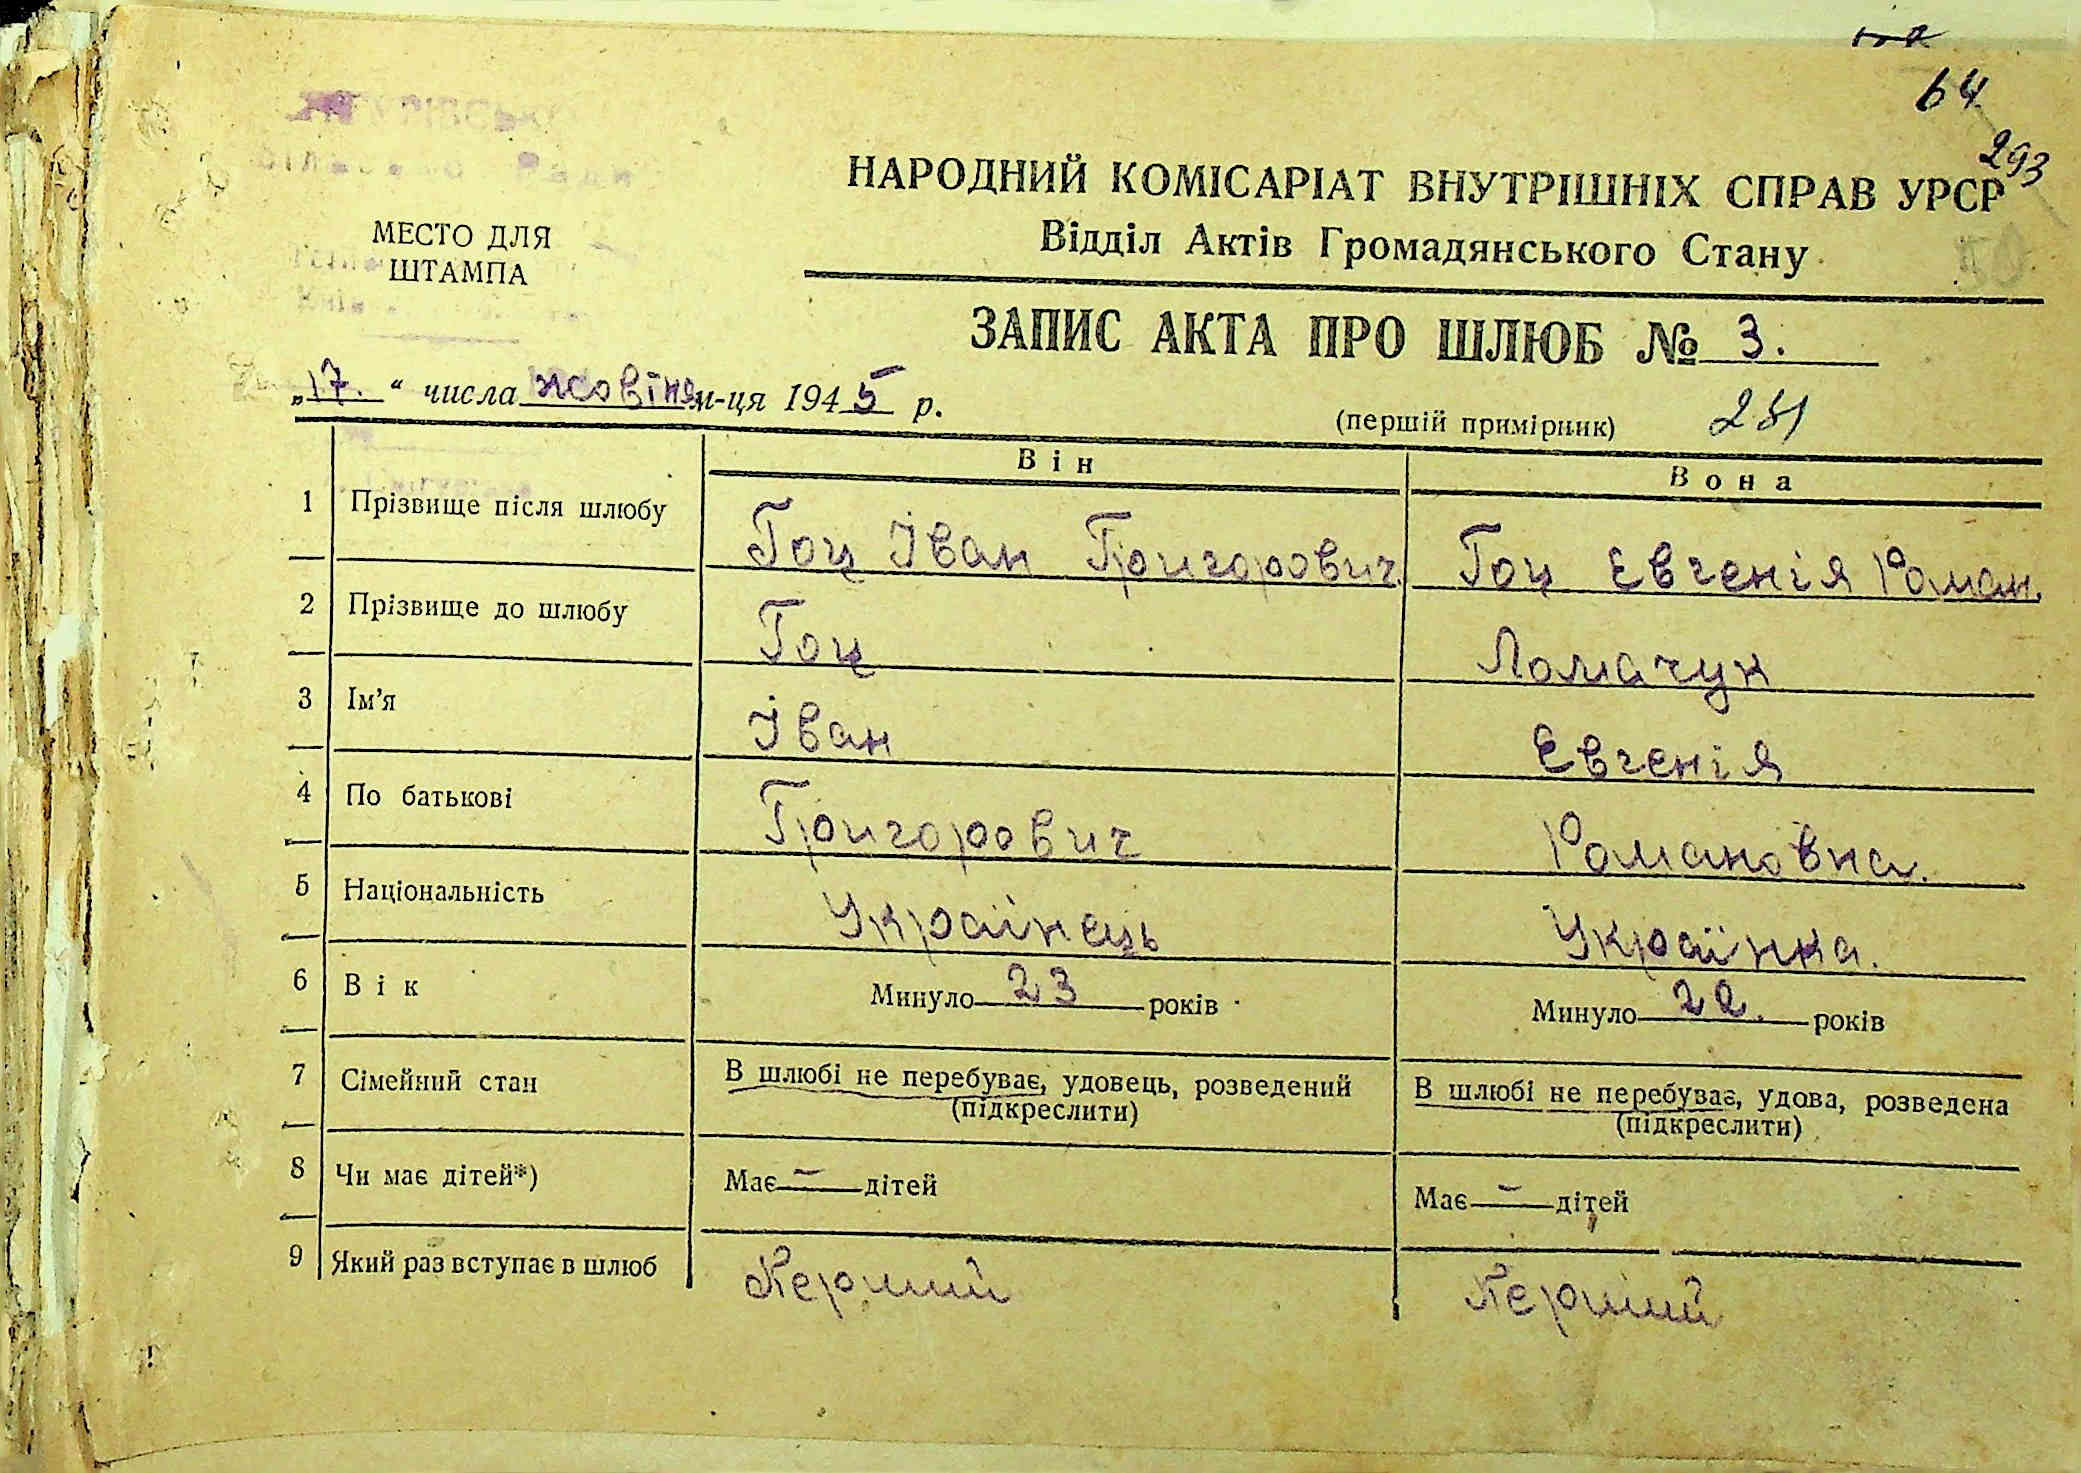 64
293
НАРОДНИЙ КОМІСАРІАТ ВНУТРІШНІХ СПРАВ УРСР
Відділ Актів Громадянського Стану
МЕСТО ДЛЯ
ШТАМПА
ЗАПИС АКТА ПРО ШЛЮБ № 3.
„17." числа жовтня м-ця 1945 р.
(перший примірник) 251
Він Вона
1 Прізвище після шлюбу Гоц Іван Григорович Гоц Евгенія Роман.
2 Прізвище до шлюбу Гоц Ломачук
3 Ім'я Іван Евгенія
4 По батькові Григорович Романовна.
5 Національність Українець Українка.
6 Вік Минуло 23 років Минуло 22. років
7 Сімейний стан В шлюбі не перебуває, удовець, розведений В шлюбі не перебуває, удова, розведена
(підкреслити) (підкреслити)
8 Чи має дітей*) Має — дітей Має — дітей
9 Який раз вступає в шлюб Перший Перший